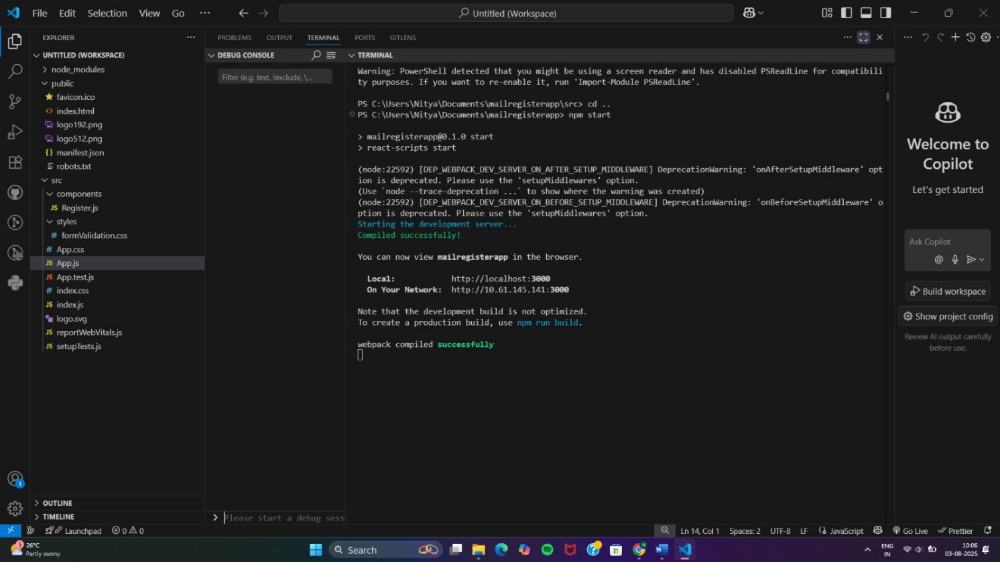 File Edit Selection View Go ···
Untitled (Workspace)
EXPLORER
UNTITLED (WORKSPACE)
node_modules
public
favicon.ico
index.html
logo192.png
logo512.png
manifest.json
robots.txt
src
components
JS Register.js
styles
# formValidation.css
# App.css
JS App.js
JS App.test.js
# index.css
JS index.js
logo.svg
JS reportWebVitals.js
JS setupTests.js
OUTLINE
TIMELINE
PROBLEMS OUTPUT TERMINAL PORTS GITLENS
DEBUG CONSOLE
Filter (e.g. text, !exclude, \...
Please start a debug sess
TERMINAL
Warning: PowerShell detected that you might be using a screen reader and has disabled PSReadLine for compatibili
ty purposes. If you want to re-enable it, run 'Import-Module PSReadLine'.
PS C:\Users\Nitya\Documents\mailregisterapp\src> cd ..
PS C:\Users\Nitya\Documents\mailregisterapp> npm start
> mailregisterapp@0.1.0 start
> react-scripts start
(node:22592) [DEP_WEBPACK_DEV_SERVER_ON_AFTER_SETUP_MIDDLEWARE] DeprecationWarning: 'onAfterSetupMiddleware' opt
ion is deprecated. Please use the 'setupMiddlewares' option.
(Use `node --trace-deprecation ...` to show where the warning was created)
(node:22592) [DEP_WEBPACK_DEV_SERVER_ON_BEFORE_SETUP_MIDDLEWARE] DeprecationWarning: 'onBeforeSetupMiddleware' o
ption is deprecated. Please use the 'setupMiddlewares' option.
Starting the development server...
Compiled successfully!
You can now view mailregisterapp in the browser.
Local: http://localhost:3000
On Your Network: http://10.61.145.141:3000
Note that the development build is not optimized.
To create a production build, use npm run build.
webpack compiled successfully
Welcome to
Copilot
Let's get started
Ask Copilot
Build workspace
Show project config
Review AI output carefully
before use.
1
Launchpad 0 0
Ln 14, Col 1 Spaces: 2 UTF-8 LF JavaScript Go Live Prettier
5
26°C
Partly sunny
Search
ENG
IN
10:06
03-08-2025